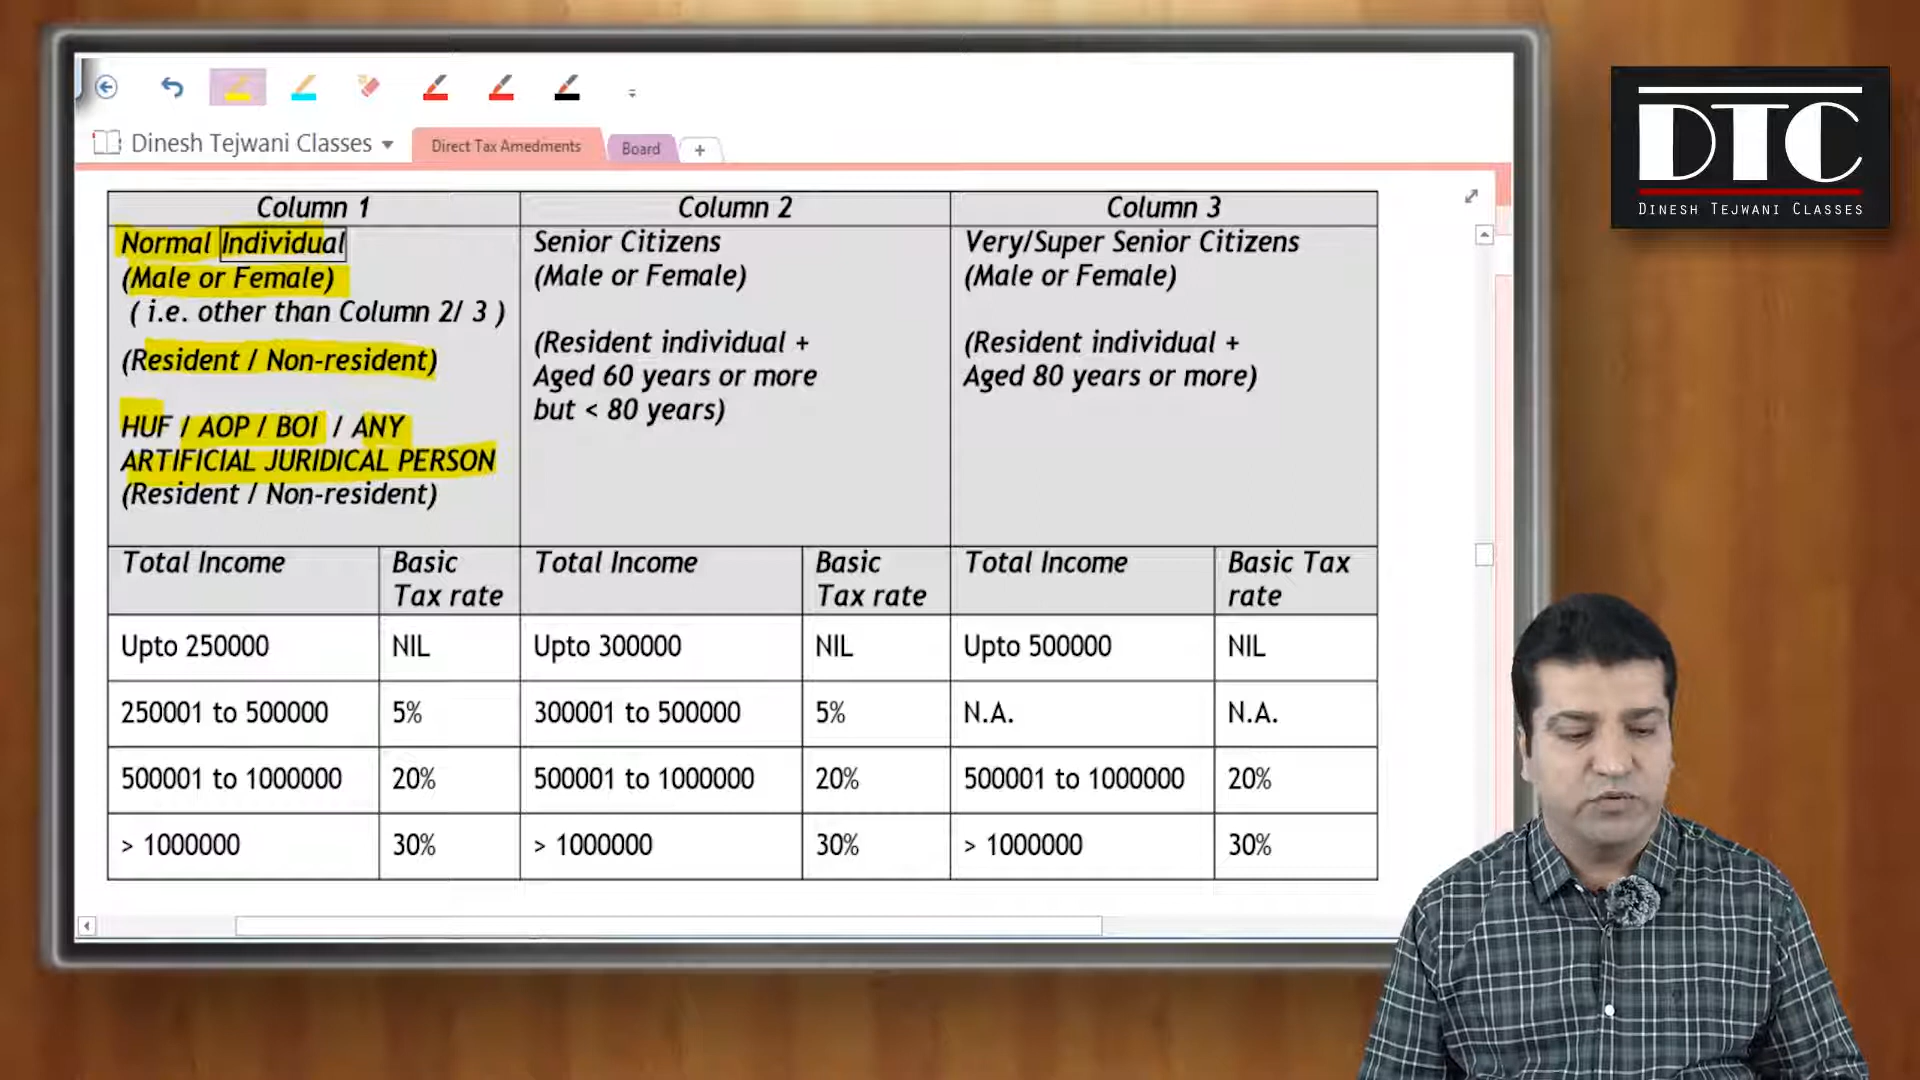 Dinesh Tejwani Classes
Direct Tax Amedments
Board
DTC
DINESH TEJWANI CLASSES
Column 1
Column 2
Column 3
Normal Individual
(Male or Female)
( i.e. other than Column 2/ 3 )
(Resident / Non-resident)
HUF / AOP / BOI / ANY
ARTIFICIAL JURIDICAL PERSON
(Resident / Non-resident)
Senior Citizens
(Male or Female)
(Resident individual +
Aged 60 years or more
but < 80 years)
Very/Super Senior Citizens
(Male or Female)
(Resident individual +
Aged 80 years or more)
Total Income Basic Tax rate Total Income Basic Tax rate Total Income Basic Tax rate
Upto 250000 NIL Upto 300000 NIL Upto 500000 NIL
250001 to 500000 5% 300001 to 500000 5% N.A. N.A.
500001 to 1000000 20% 500001 to 1000000 20% 500001 to 1000000 20%
> 1000000 30% > 1000000 30% > 1000000 30%